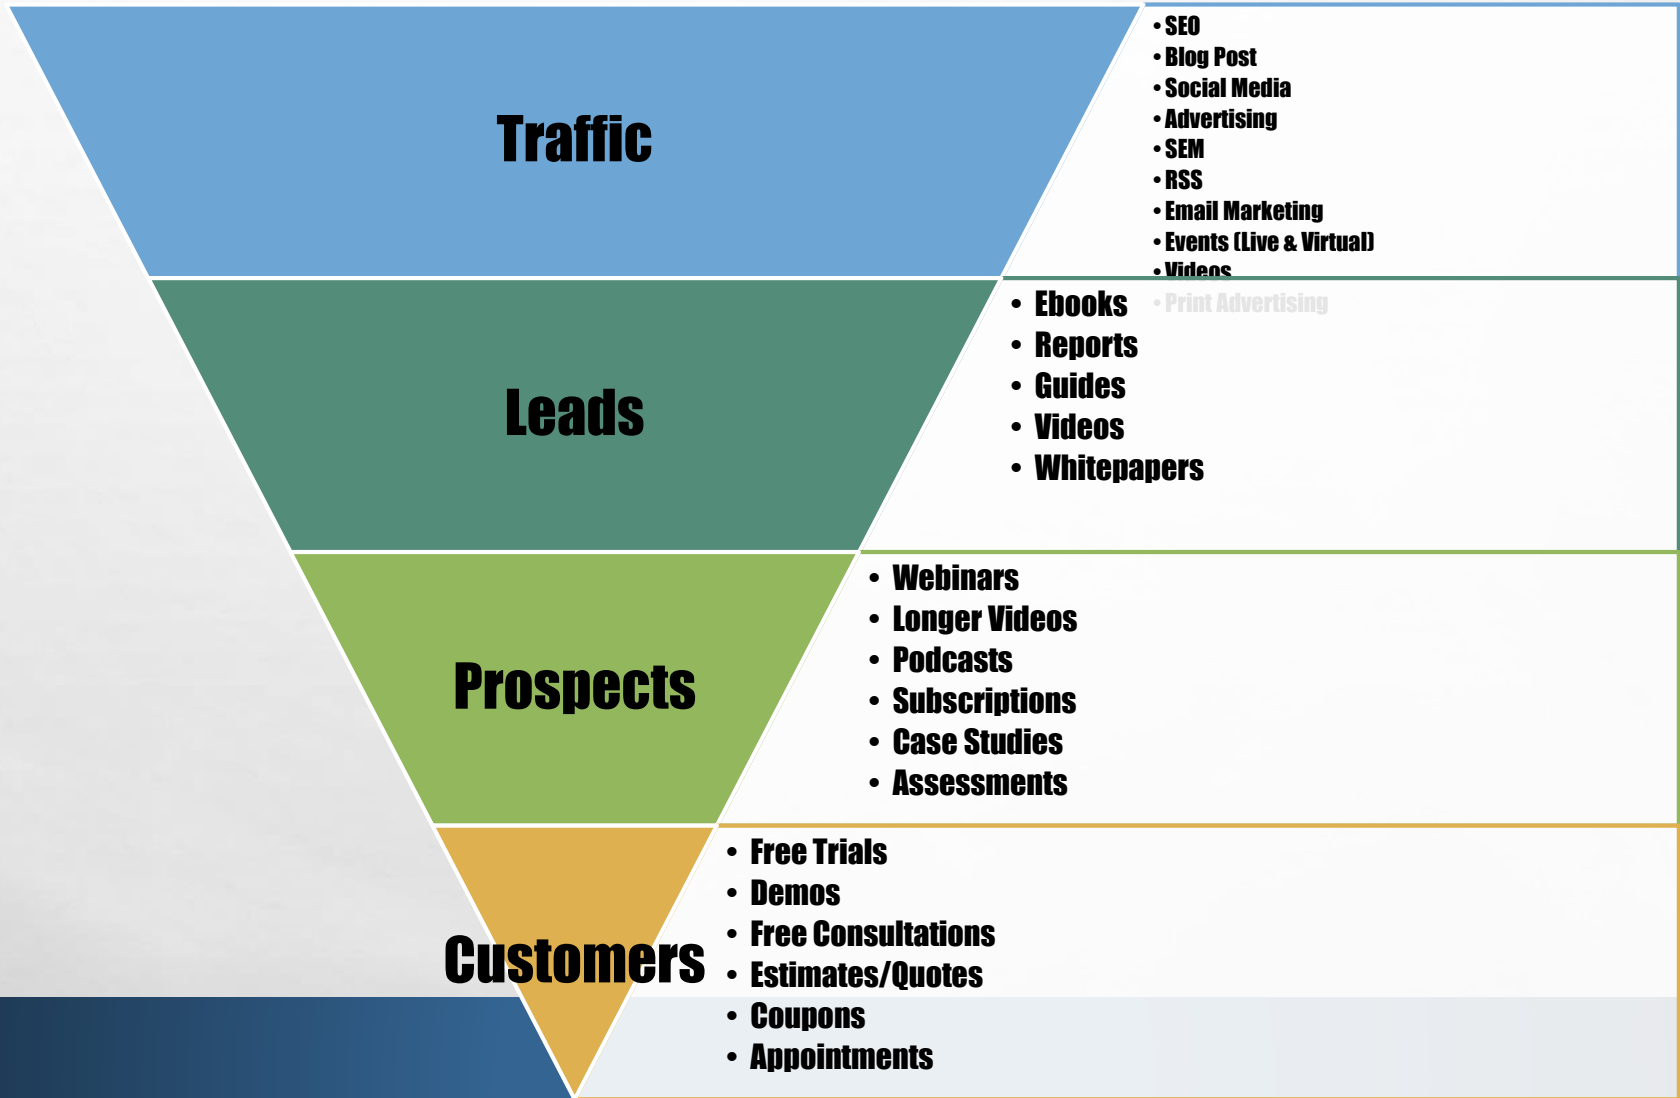 Traffic
• SEO
• Blog Post
• Social Media
• Advertising
• SEM
• RSS
• Email Marketing
• Events (Live & Virtual)
• Videos
• Print Advertising
Leads
• Ebooks
• Reports
• Guides
• Videos
• Whitepapers
Prospects
• Webinars
• Longer Videos
• Podcasts
• Subscriptions
• Case Studies
• Assessments
Customers
• Free Trials
• Demos
• Free Consultations
• Estimates/Quotes
• Coupons
• Appointments